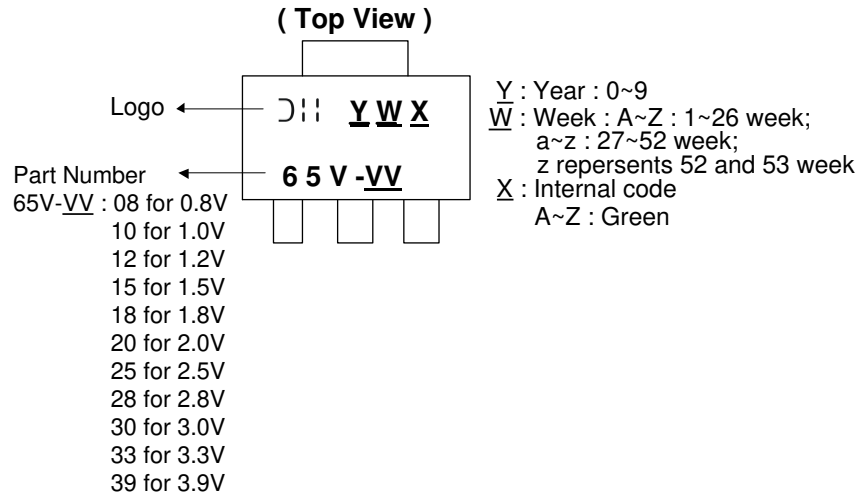 ( Top View )
Logo
Y W X
Y : Year : 0~9
W : Week : A~Z : 1~26 week;
a~z : 27~52 week;
z repersents 52 and 53 week
X : Internal code
A~Z : Green
Part Number
6 5 V -VV
65V-VV : 08 for 0.8V
10 for 1.0V
12 for 1.2V
15 for 1.5V
18 for 1.8V
20 for 2.0V
25 for 2.5V
28 for 2.8V
30 for 3.0V
33 for 3.3V
39 for 3.9V